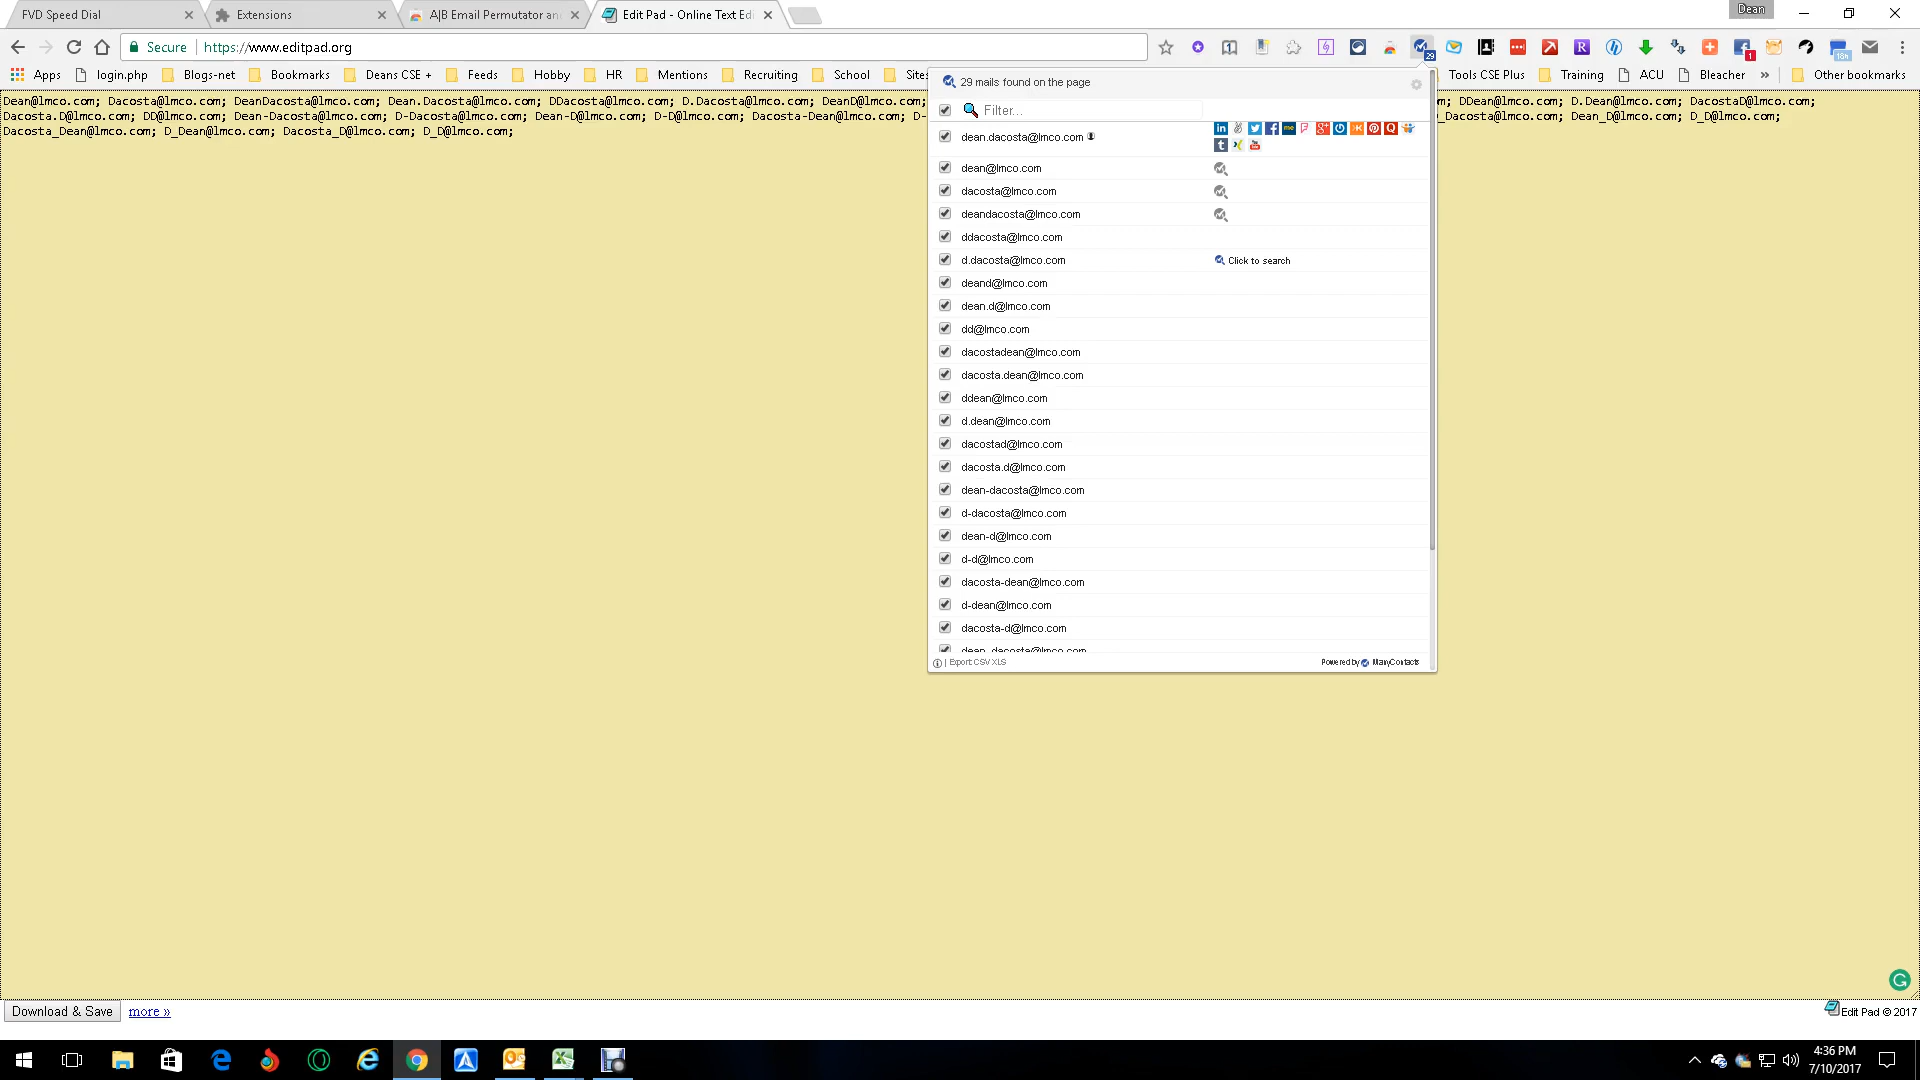 Dean
FVD Speed Dial
Extensions
A|B Email Permutator an
Edit Pad - Online Text Edi
Secure
https://www.editpad.org
29
1
18h
Apps
login.php
Blogs-net
Bookmarks
Deans CSE +
Feeds
Hobby
HR
Mentions
Recruiting
School
Sites
Tools CSE Plus
Training
ACU
Bleacher
»
Other bookmarks
Dean@lmco.com; Dacosta@lmco.com; DeanDacosta@lmco.com; Dean.Dacosta@lmco.com; DDacosta@lmco.com; D.Dacosta@lmco.com; DeanD@lmco.com;
m; DDean@lmco.com; D.Dean@lmco.com; DacostaD@lmco.com;
Dacosta.D@lmco.com; DD@lmco.com; Dean-Dacosta@lmco.com; D-Dacosta@lmco.com; Dean-D@lmco.com; D-D@lmco.com; Dacosta-Dean@lmco.com; D-
_Dacosta@lmco.com; Dean_D@lmco.com; D_D@lmco.com;
Dacosta_Dean@lmco.com; D_Dean@lmco.com; Dacosta_D@lmco.com; D_D@lmco.com;
29 mails found on the page
Filter...
dean.dacosta@lmco.com
dean@lmco.com
dacosta@lmco.com
deandacosta@lmco.com
ddacosta@lmco.com
d.dacosta@lmco.com
Click to search
deand@lmco.com
dean.d@lmco.com
dd@lmco.com
dacostadean@lmco.com
dacosta.dean@lmco.com
ddean@lmco.com
d.dean@lmco.com
dacostad@lmco.com
dacosta.d@lmco.com
dean-dacosta@lmco.com
d-dacosta@lmco.com
dean-d@lmco.com
d-d@lmco.com
dacosta-dean@lmco.com
d-dean@lmco.com
dacosta-d@lmco.com
dean_dacosta@lmco.com
| Export: CSV XLS
Powered by ManyContacts
Download & Save
more »
Edit Pad © 2017
4:36 PM
7/10/2017